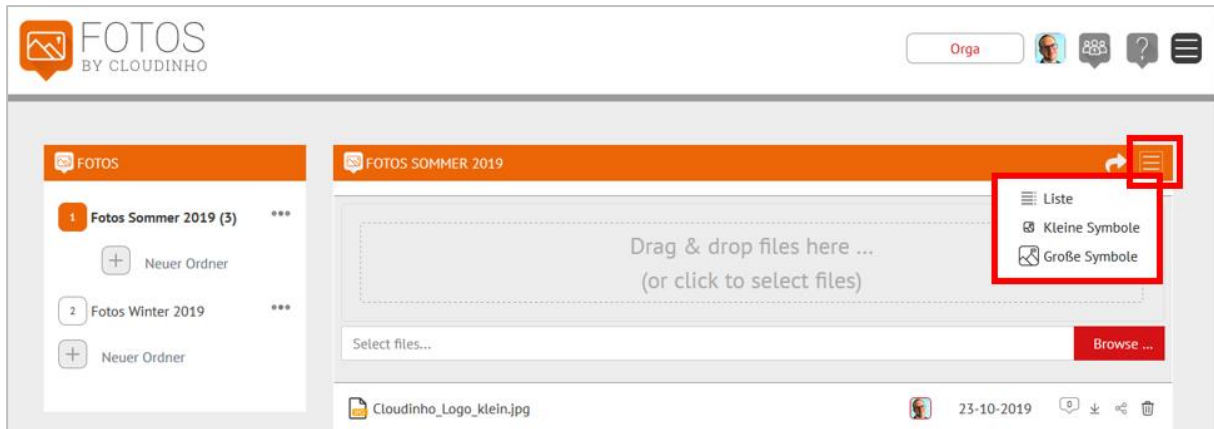 FOTOS
BY CLOUDINHO
Orga
?
FOTOS
1 Fotos Sommer 2019 (3)
Neuer Ordner
2 Fotos Winter 2019
Neuer Ordner
FOTOS SOMMER 2019
Liste
Kleine Symbole
Große Symbole
Drag & drop files here ...
(or click to select files)
Select files...
Browse ...
Cloudinho_Logo_klein.jpg
23-10-2019
0